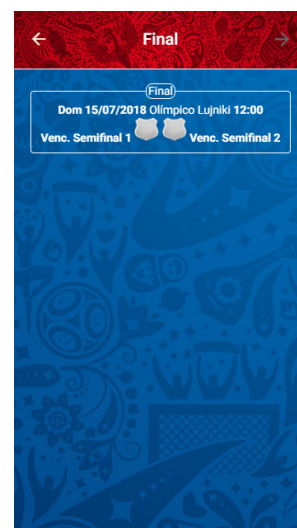 Final
Final
Dom 15/07/2018 Olímpico Lujniki 12:00
Venc. Semifinal 1 Venc. Semifinal 2